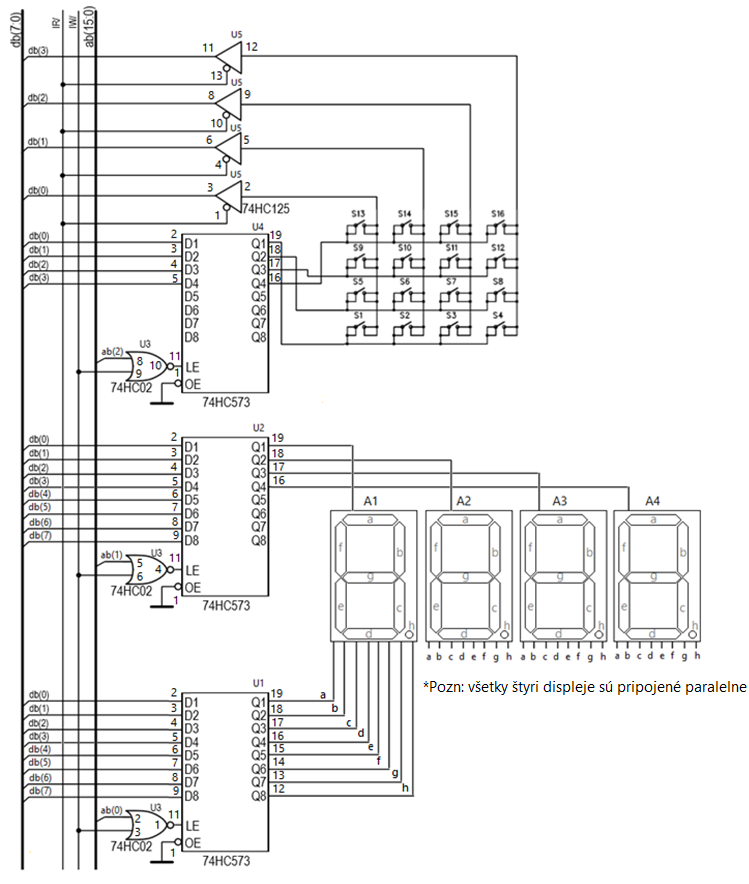 db(7:0)
IR/
IW/
ab(15:0)
U5
db(3) 11 12
13
U5
db(2) 8 9
10
U5
db(1) 6 5
4
U5
db(0) 3 2
1 74HC125
U4
db(0) 2 D1 Q1 19
db(1) 3 D2 Q2 18
db(2) 4 D3 Q3 17
db(3) 5 D4 Q4 16
D5 Q5
D6 Q6
D7 Q7
D8 Q8
S13 S14 S15 S16
S9 S10 S11 S12
S5 S6 S7 S8
S1 S2 S3 S4
U3
ab(2) 8 10 11 LE
9 1 OE
74HC02
74HC573
U2
db(0) 2 D1 Q1 19
db(1) 3 D2 Q2 18
db(2) 4 D3 Q3 17
db(3) 5 D4 Q4 16
db(4) 6 D5 Q5
db(5) 7 D6 Q6
db(6) 8 D7 Q7
db(7) 9 D8 Q8
U3
ab(1) 5 4 11 LE
6 OE
74HC02 1
74HC573
A1 A2 A3 A4
a a a a
f b f b f b f b
g g g g
e c e c e c e c
d h d h d h d h
a b c d e f g h a b c d e f g h a b c d e f g h
*Pozn: všetky štyri displeje sú pripojené paralelne
U1
db(0) 2 D1 Q1 19 a
db(1) 3 D2 Q2 18 b
db(2) 4 D3 Q3 17 c
db(3) 5 D4 Q4 16 d
db(4) 6 D5 Q5 15 e
db(5) 7 D6 Q6 14 f
db(6) 8 D7 Q7 13 g
db(7) 9 D8 Q8 12 h
U3
ab(0) 2 1 11 LE
3 OE
74HC02 1
74HC573